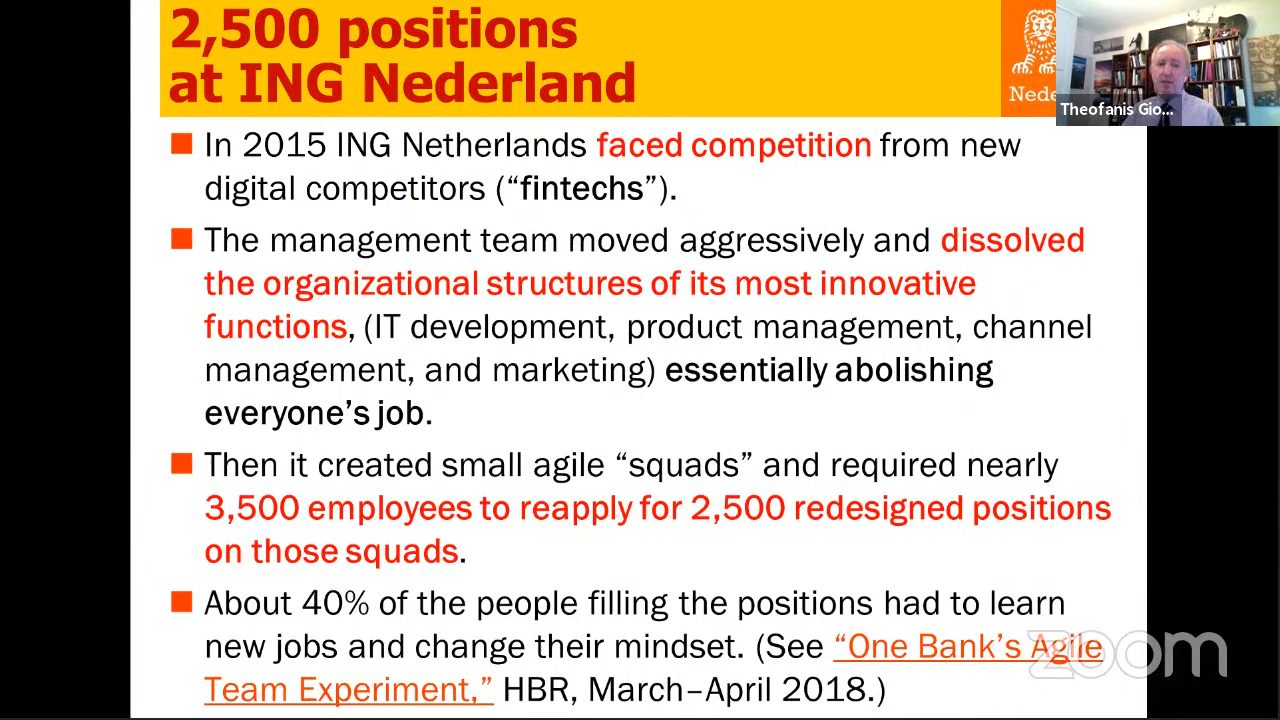 2,500 positions
at ING Nederland
Nede
Theofanis Gio...
■ In 2015 ING Netherlands faced competition from new
digital competitors (“fintechs”).
■ The management team moved aggressively and dissolved
the organizational structures of its most innovative
functions, (IT development, product management, channel
management, and marketing) essentially abolishing
everyone’s job.
■ Then it created small agile “squads” and required nearly
3,500 employees to reapply for 2,500 redesigned positions
on those squads.
■ About 40% of the people filling the positions had to learn
new jobs and change their mindset. (See “One Bank’s Agile
Team Experiment,” HBR, March–April 2018.)
zoom